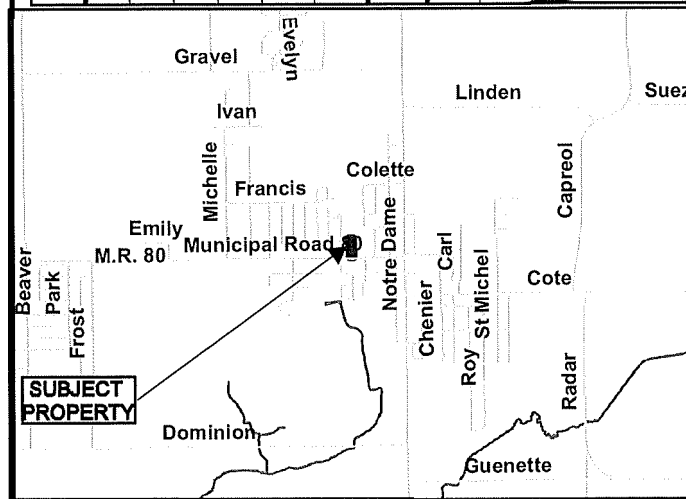 Evelyn
Gravel
Linden
Suez
Ivan
Michelle
Colette
Capreol
Francis
Emily
Municipal Road 80
M.R. 80
Notre Dame
Carl
St Michel
Cote
Beaver
Park
Frost
Chenier
Roy
Radar
SUBJECT
PROPERTY
Dominion
Guenette